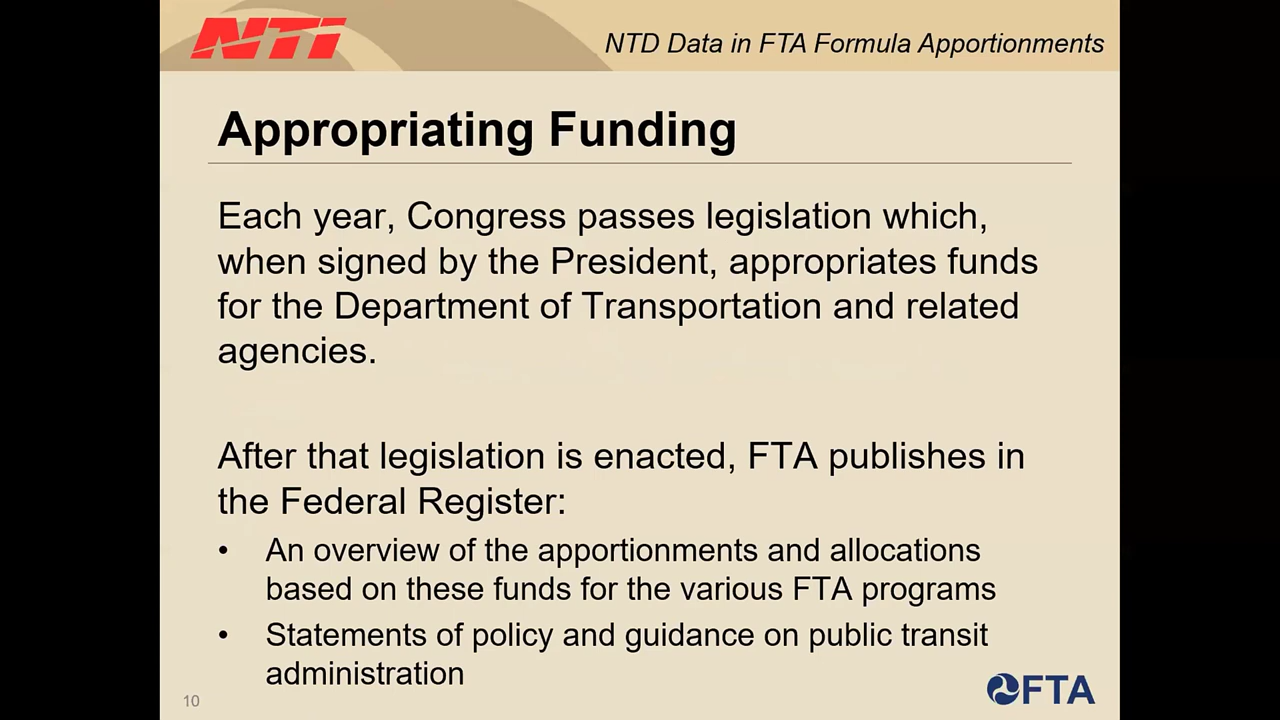 NTI
NTD Data in FTA Formula Apportionments
Appropriating Funding
Each year, Congress passes legislation which,
when signed by the President, appropriates funds
for the Department of Transportation and related
agencies.
After that legislation is enacted, FTA publishes in
the Federal Register:
• An overview of the apportionments and allocations
based on these funds for the various FTA programs
• Statements of policy and guidance on public transit
administration
10
FTA